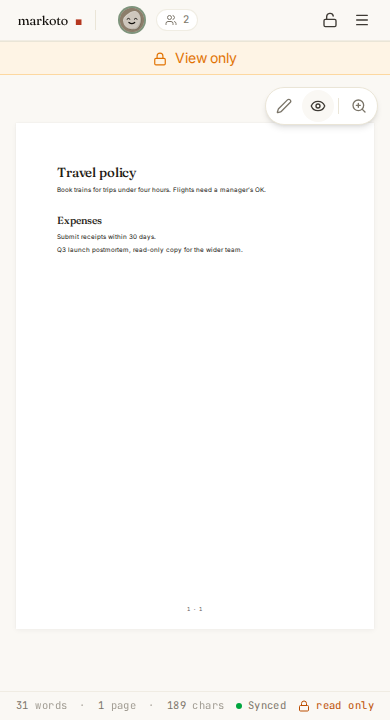 markoto
2
View only
Travel policy
Book trains for trips under four hours. Flights need a manager's OK.
Expenses
Submit receipts within 30 days.
Q3 launch postmortem, read-only copy for the wider team.
1 · 1
31 words · 1 page · 189 chars Synced read only